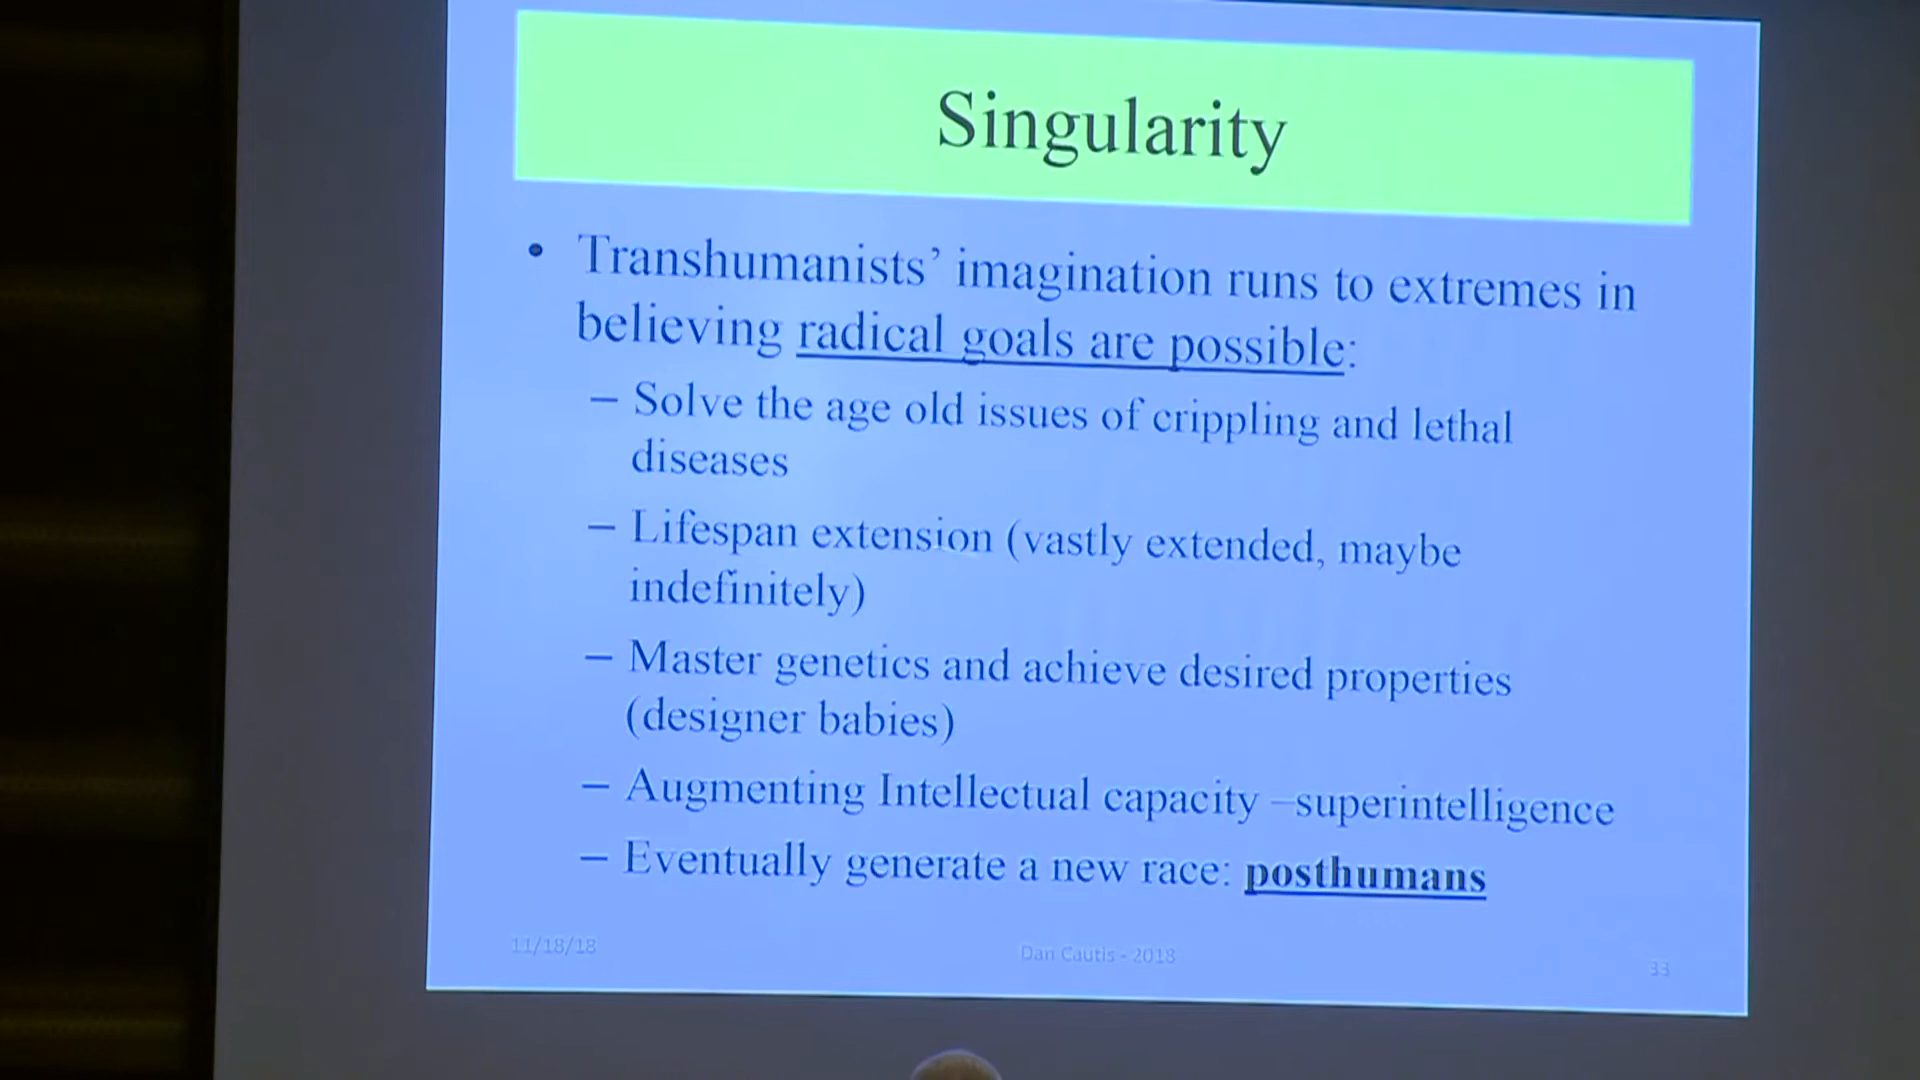 Singularity
• Transhumanists’ imagination runs to extremes in
believing radical goals are possible:
– Solve the age old issues of crippling and lethal
diseases
– Lifespan extension (vastly extended, maybe
indefinitely)
– Master genetics and achieve desired properties
(designer babies)
– Augmenting Intellectual capacity –superintelligence
– Eventually generate a new race: posthumans
11/18/18
Dan Cautis - 2018
33